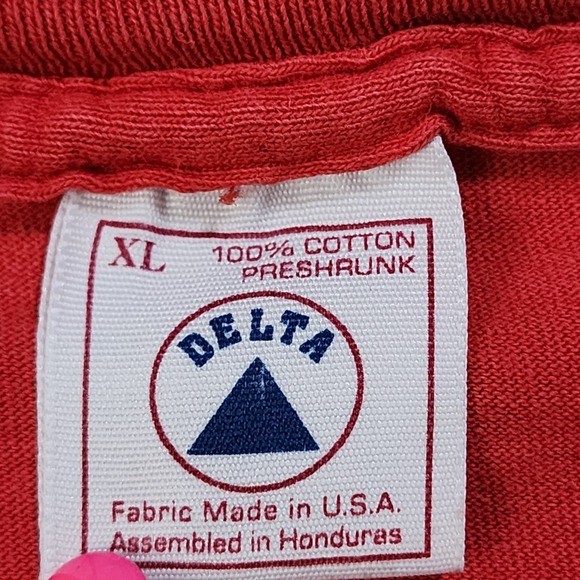 XL
100% COTTON
PRESHRUNK
DELTA
Fabric Made in U.S.A.
Assembled in Honduras